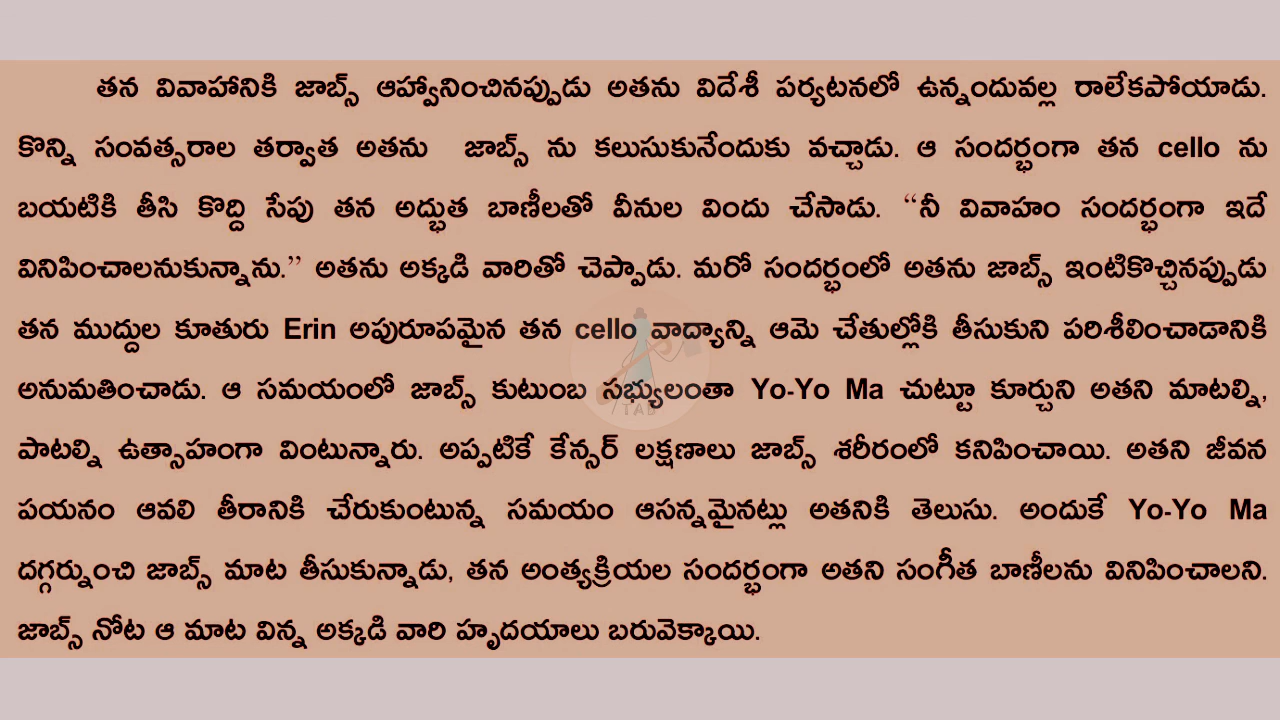 తన వివాహానికి జాబ్స్ ఆహ్వానించినప్పుడు అతను విదేశీ పర్యటనలో ఉన్నందువల్ల రాలేకపోయాడు.
కొన్ని సంవత్సరాల తర్వాత అతను జాబ్స్ ను కలుసుకునేందుకు వచ్చాడు. ఆ సందర్భంగా తన cello ను
బయటికి తీసి కొద్ది సేపు తన అద్భుత బాణీలతో వీనుల విందు చేసాడు. “నీ వివాహం సందర్భంగా ఇదే
వినిపించాలనుకున్నాను.” అతను అక్కడి వారితో చెప్పాడు. మరో సందర్భంలో అతను జాబ్స్ ఇంటికొచ్చినప్పుడు
తన ముద్దుల కూతురు Erin అపురూపమైన తన cello వాద్యాన్ని ఆమె చేతుల్లోకి తీసుకుని పరిశీలించాడానికి
అనుమతించాడు. ఆ సమయంలో జాబ్స్ కుటుంబ సభ్యులంతా Yo-Yo Ma చుట్టూ కూర్చుని అతని మాటల్ని,
పాటల్ని ఉత్సాహంగా వింటున్నారు. అప్పటికే కేన్సర్ లక్షణాలు జాబ్స్ శరీరంలో కనిపించాయి. అతని జీవన
పయనం ఆవలి తీరానికి చేరుకుంటున్న సమయం ఆసన్నమైనట్లు అతనికి తెలుసు. అందుకే Yo-Yo Ma
దగ్గర్నుంచి జాబ్స్ మాట తీసుకున్నాడు, తన అంత్యక్రియల సందర్భంగా అతని సంగీత బాణీలను వినిపించాలని.
జాబ్స్ నోట ఆ మాట విన్న అక్కడి వారి హృదయాలు బరువెక్కాయి.
TAB